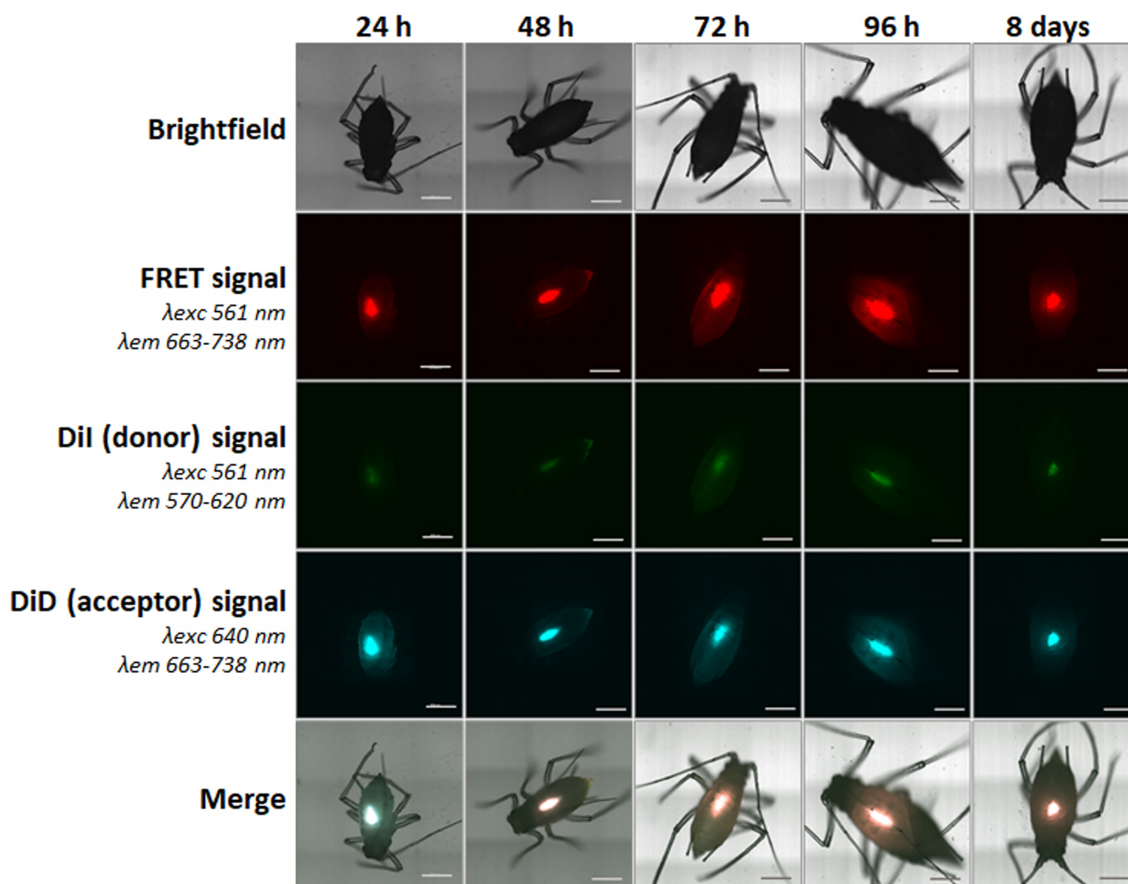 24 h 48 h 72 h 96 h 8 days
Brightfield
FRET signal
λexc 561 nm
λem 663-738 nm
DiI (donor) signal
λexc 561 nm
λem 570-620 nm
DiD (acceptor) signal
λexc 640 nm
λem 663-738 nm
Merge